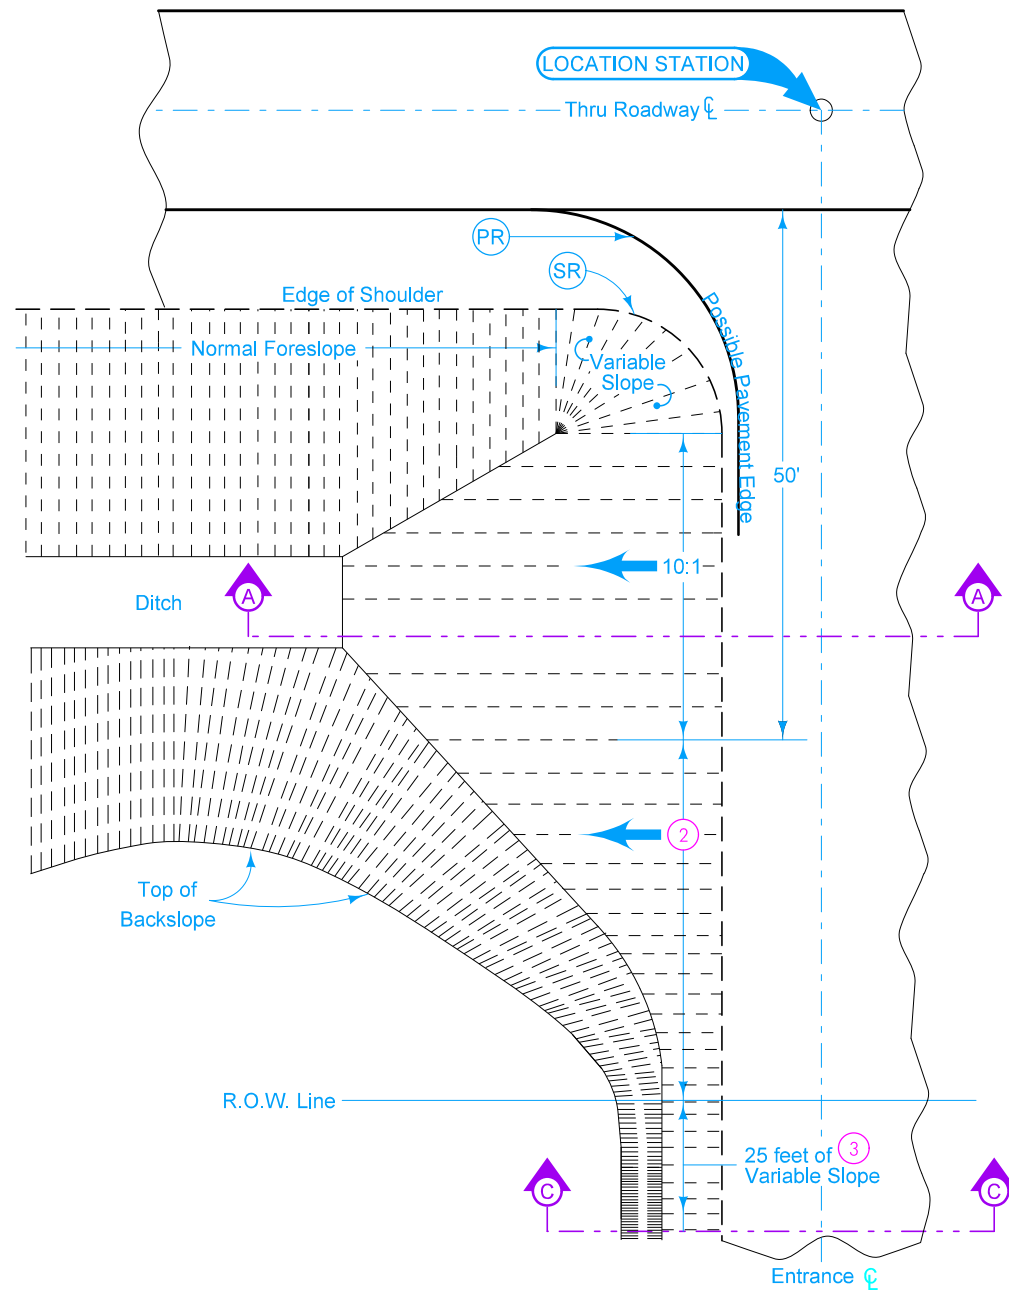 LOCATION STATION
Thru Roadway ℄
PR
SR
Edge of Shoulder
Normal Foreslope
Variable
Slope
Possible Pavement Edge
50'
10:1
Ditch
A
A
2
Top of
Backslope
R.O.W. Line
25 feet of 3
Variable Slope
C
C
Entrance ℄